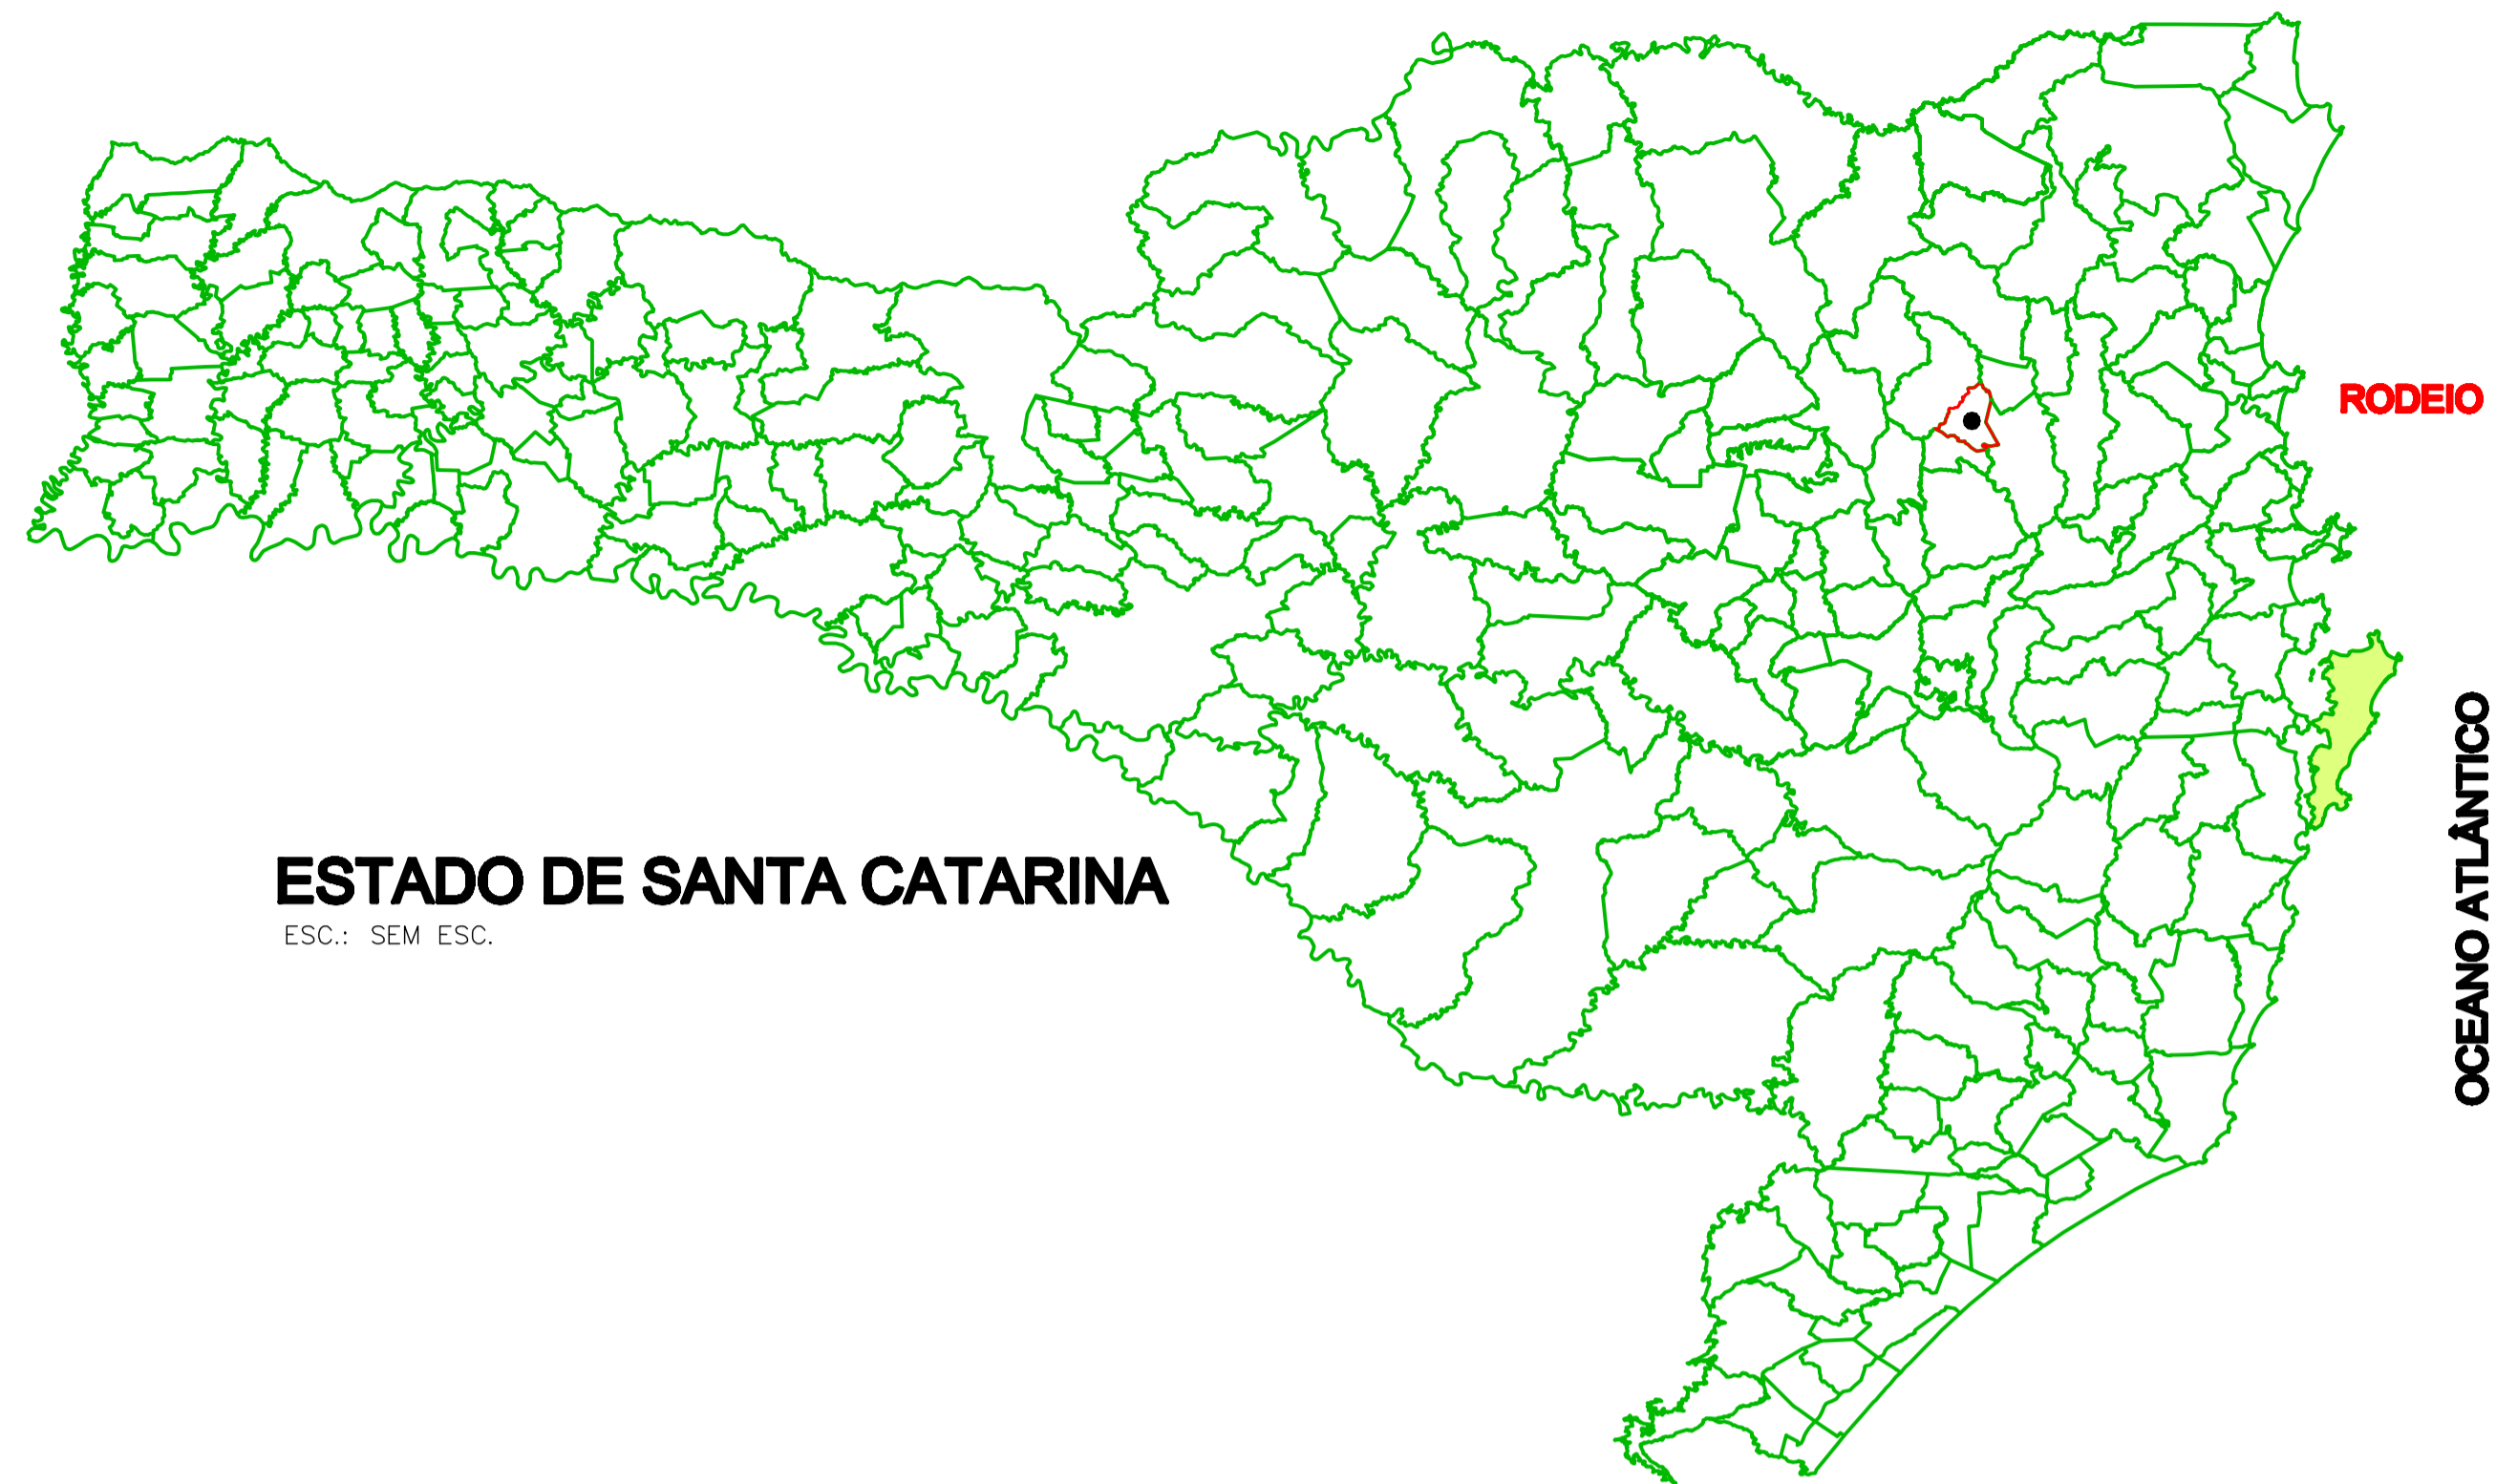 RODEIO
OCEANO ATLÂNTICO
ESTADO DE SANTA CATARINA
ESC.: SEM ESC.